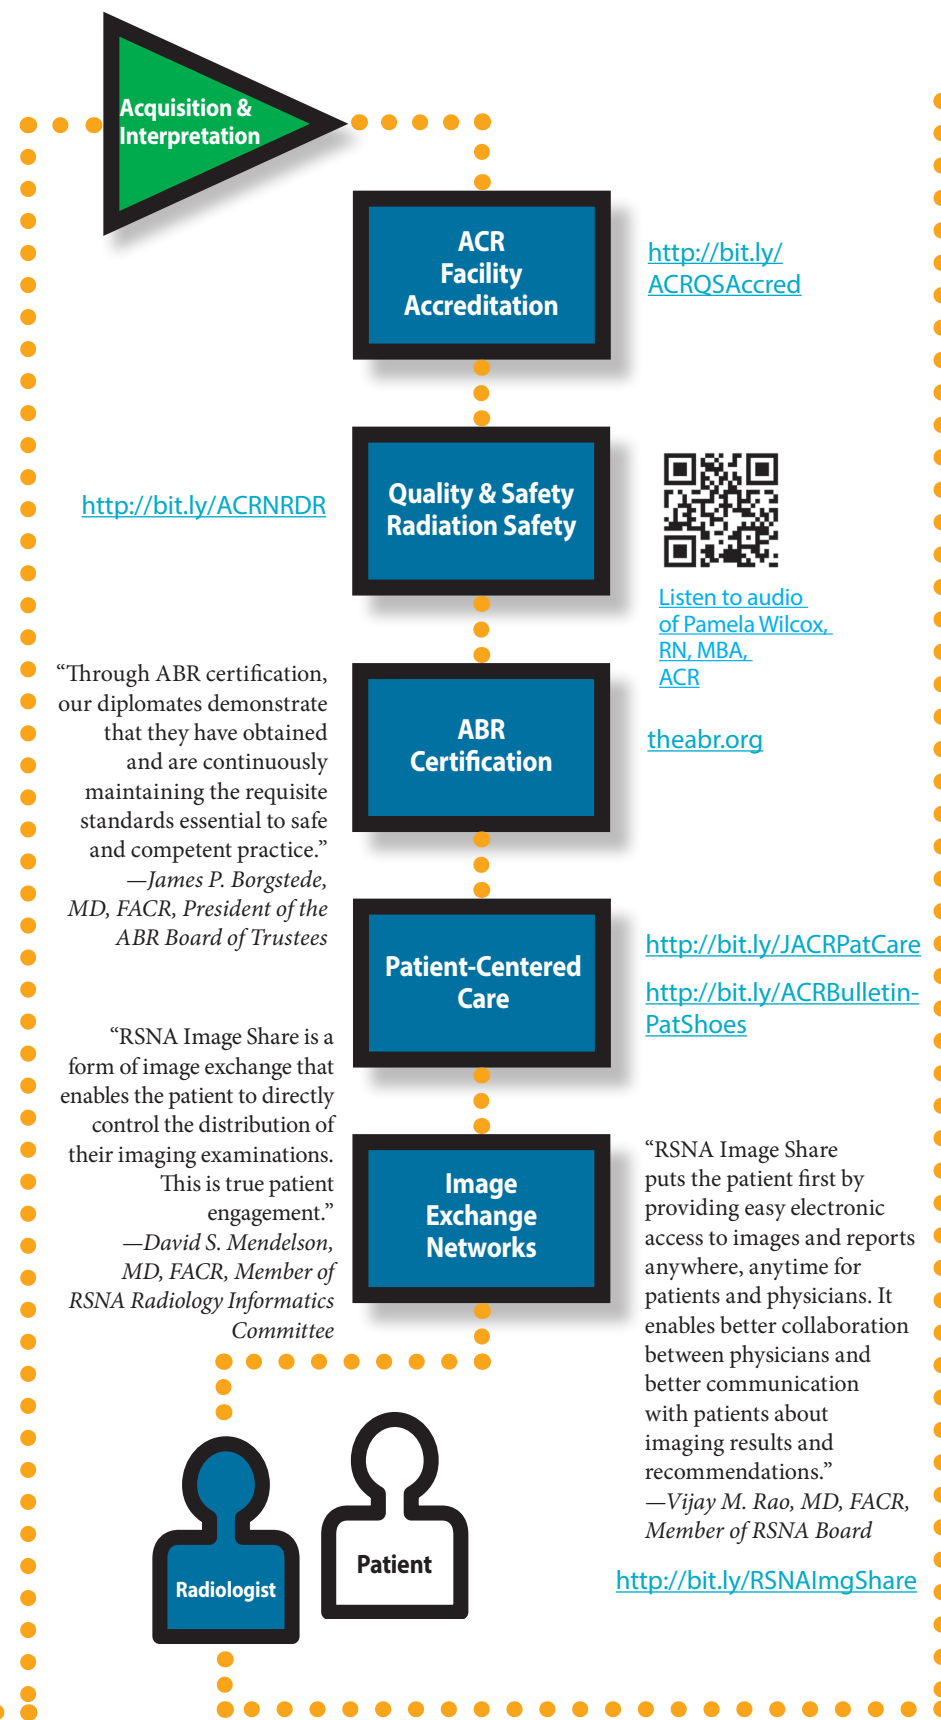 Acquisition &
Interpretation
ACR
Facility
Accreditation
http://bit.ly/
ACRQSAccred
http://bit.ly/ACRNRDR
Quality & Safety
Radiation Safety
Listen to audio
of Pamela Wilcox,
RN, MBA,
ACR
“Through ABR certification,
our diplomates demonstrate
that they have obtained
and are continuously
maintaining the requisite
standards essential to safe
and competent practice.”
—James P. Borgstede,
MD, FACR, President of the
ABR Board of Trustees
ABR
Certification
theabr.org
Patient-Centered
Care
http://bit.ly/JACRPatCare
http://bit.ly/ACRBulletin-
PatShoes
“RSNA Image Share is a
form of image exchange that
enables the patient to directly
control the distribution of
their imaging examinations.
This is true patient
engagement.”
—David S. Mendelson,
MD, FACR, Member of
RSNA Radiology Informatics
Committee
Image
Exchange
Networks
“RSNA Image Share
puts the patient first by
providing easy electronic
access to images and reports
anywhere, anytime for
patients and physicians. It
enables better collaboration
between physicians and
better communication
with patients about
imaging results and
recommendations.”
—Vijay M. Rao, MD, FACR,
Member of RSNA Board
http://bit.ly/RSNAImgShare
Radiologist
Patient